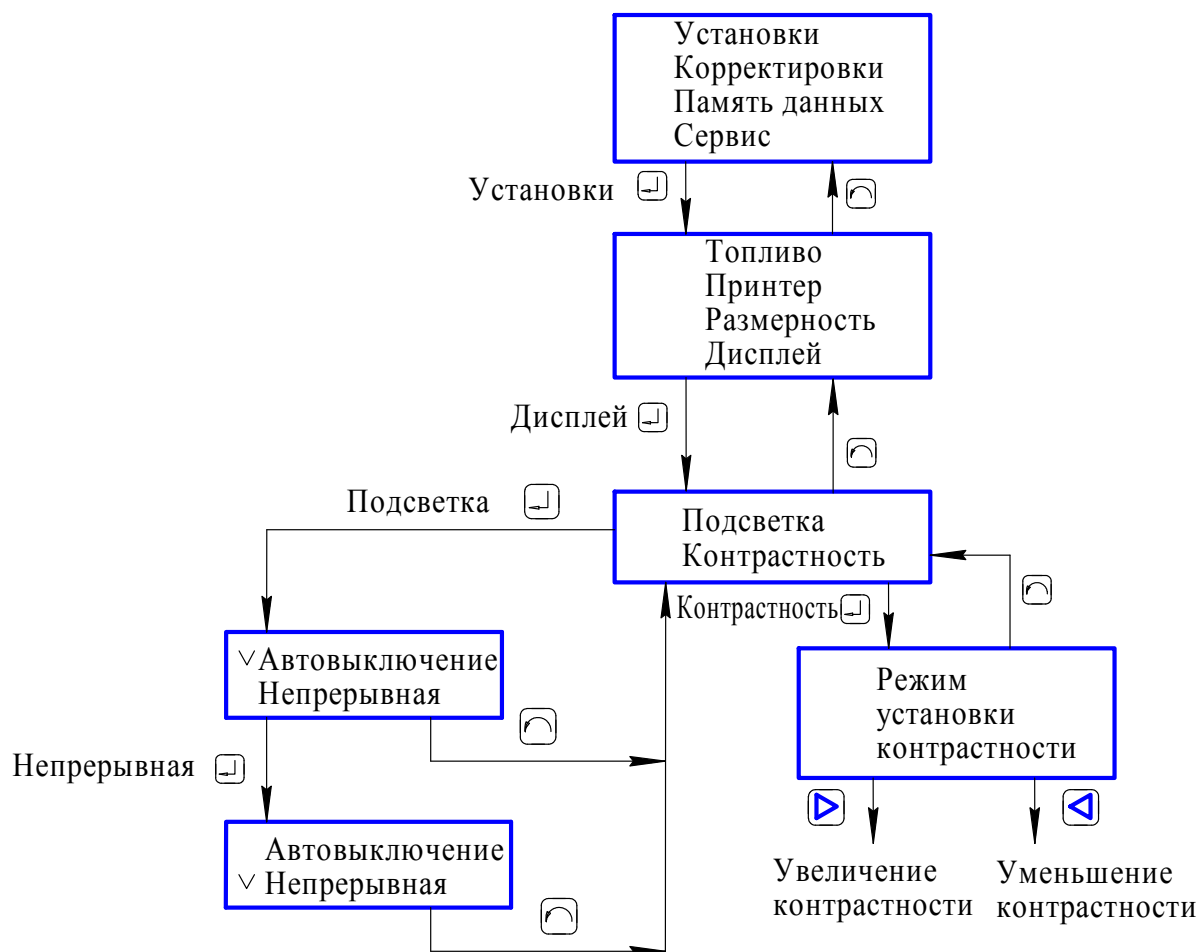 Установки
Корректировки
Память данных
Сервис
Установки
Топливо
Принтер
Размерность
Дисплей
Дисплей
Подсветка
Подсветка
Контрастность
Контрастность
Автовыключение
Непрерывная
Режим
установки
контрастности
Непрерывная
Автовыключение
Непрерывная
Увеличение
контрастности
Уменьшение
контрастности